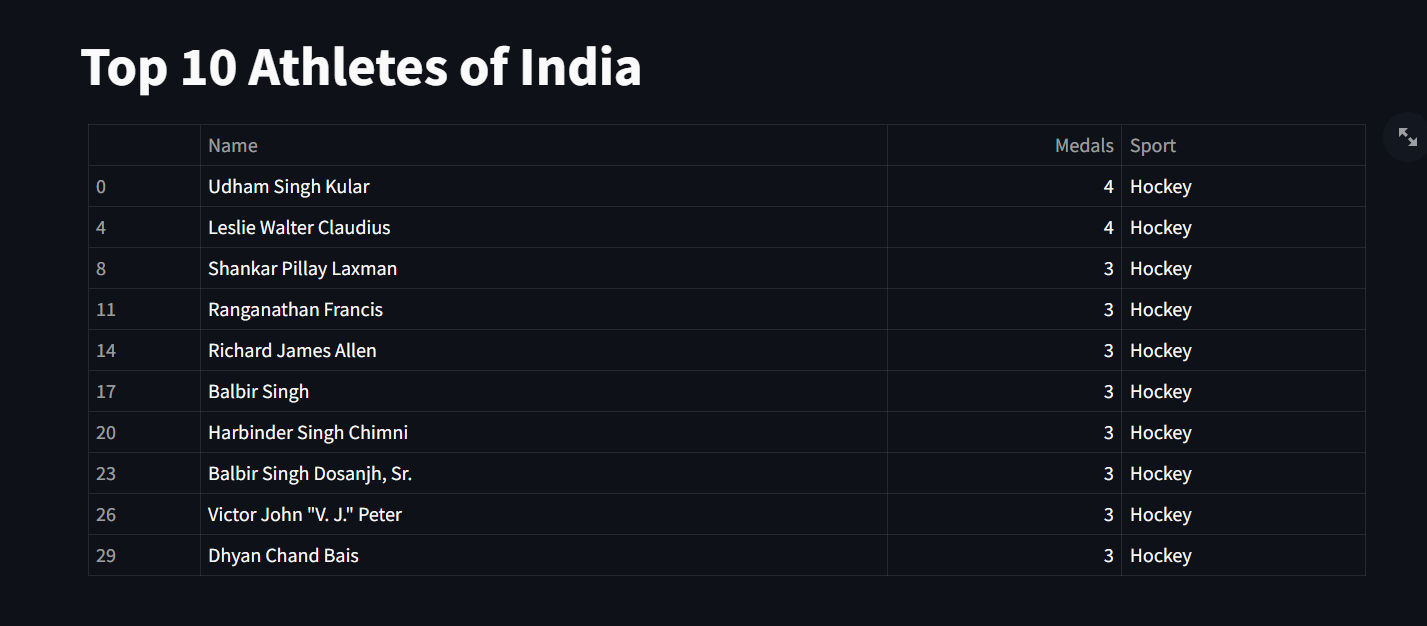 Top 10 Athletes of India
Name Medals Sport
0 Udham Singh Kular 4 Hockey
4 Leslie Walter Claudius 4 Hockey
8 Shankar Pillay Laxman 3 Hockey
11 Ranganathan Francis 3 Hockey
14 Richard James Allen 3 Hockey
17 Balbir Singh 3 Hockey
20 Harbinder Singh Chimni 3 Hockey
23 Balbir Singh Dosanjh, Sr. 3 Hockey
26 Victor John "V. J." Peter 3 Hockey
29 Dhyan Chand Bais 3 Hockey